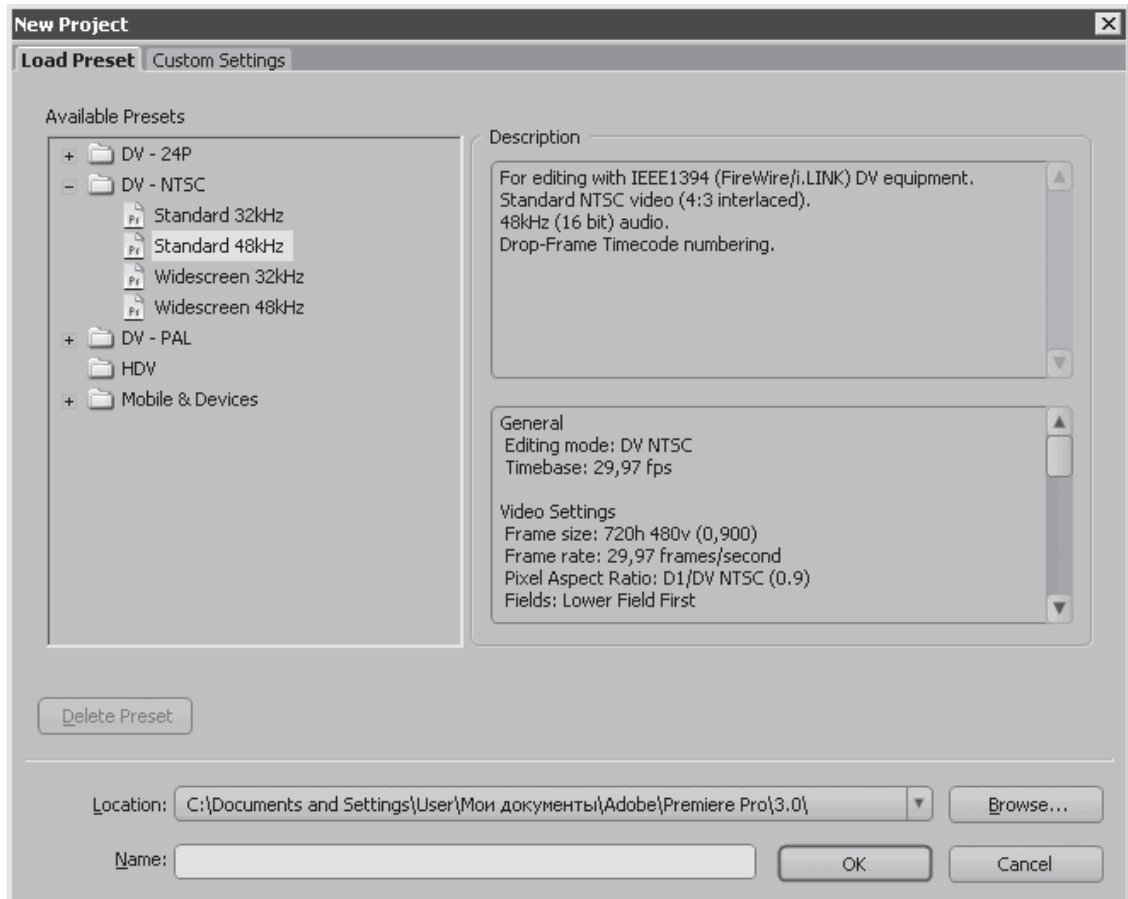 New Project
Load Preset
Custom Settings
Available Presets
DV - 24P
DV - NTSC
Pr Standard 32kHz
Pr Standard 48kHz
Pr Widescreen 32kHz
Pr Widescreen 48kHz
DV - PAL
HDV
Mobile & Devices
Description
For editing with IEEE1394 (FireWire/i.LINK) DV equipment.
Standard NTSC video (4:3 interlaced).
48kHz (16 bit) audio.
Drop-Frame Timecode numbering.
General
Editing mode: DV NTSC
Timebase: 29,97 fps
Video Settings
Frame size: 720h 480v (0,900)
Frame rate: 29,97 frames/second
Pixel Aspect Ratio: D1/DV NTSC (0.9)
Fields: Lower Field First
Delete Preset
Location: C:\Documents and Settings\User\Мои документы\Adobe\Premiere Pro\3.0\ Browse...
Name: OK Cancel